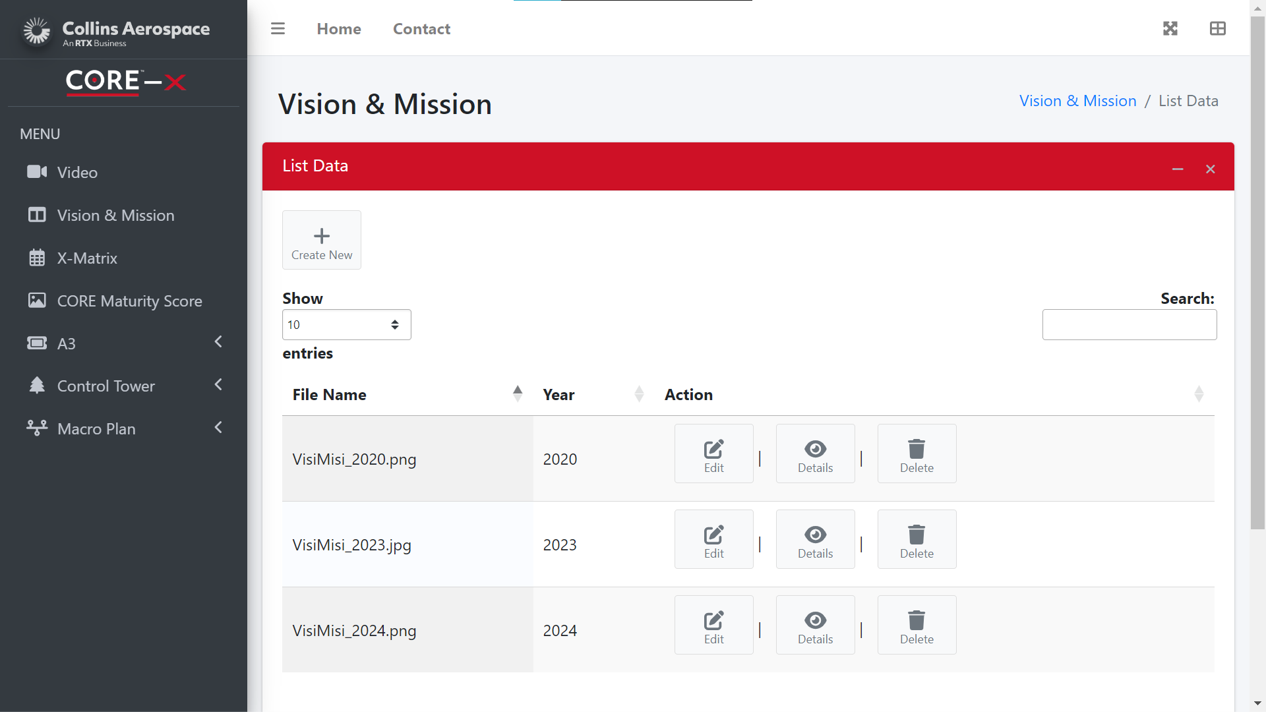 Collins Aerospace
An RTX Business
CORE™-X
MENU
Video
Vision & Mission
X-Matrix
CORE Maturity Score
A3
Control Tower
Macro Plan
Home
Contact
Vision & Mission
Vision & Mission / List Data
List Data
Create New
Show
10
entries
Search:
File Name Year Action
VisiMisi_2020.png 2020 Edit | Details | Delete
VisiMisi_2023.jpg 2023 Edit | Details | Delete
VisiMisi_2024.png 2024 Edit | Details | Delete